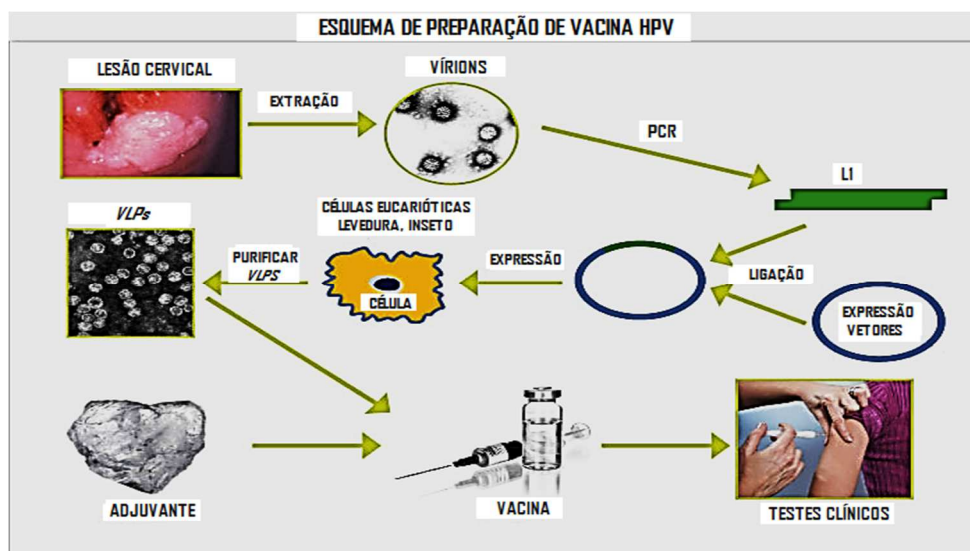 ESQUEMA DE PREPARAÇÃO DE VACINA HPV
LESÃO CERVICAL
EXTRAÇÃO
VÍRIONS
PCR
L1
VLPs
PURIFICAR
VLPS
CÉLULAS EUCARIÓTICAS
LEVEDURA, INSETO
CÉLULA
EXPRESSÃO
LIGAÇÃO
EXPRESSÃO
VETORES
ADJUVANTE
VACINA
TESTES CLÍNICOS